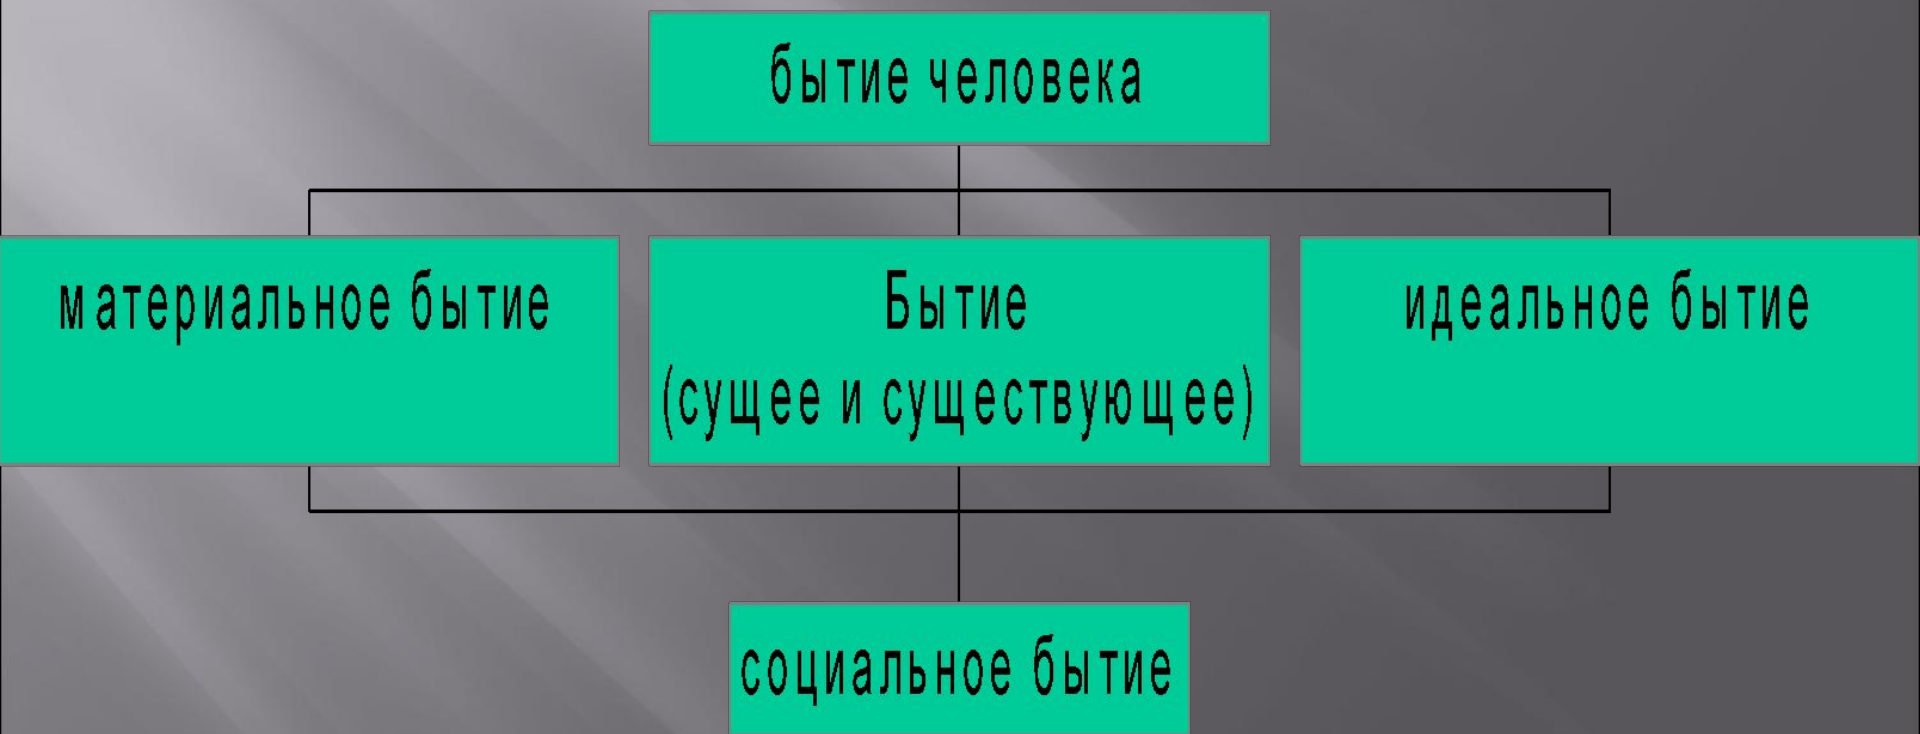 бытие человека
материальное бытие
Бытие
(сущее и существующее)
идеальное бытие
социальное бытие